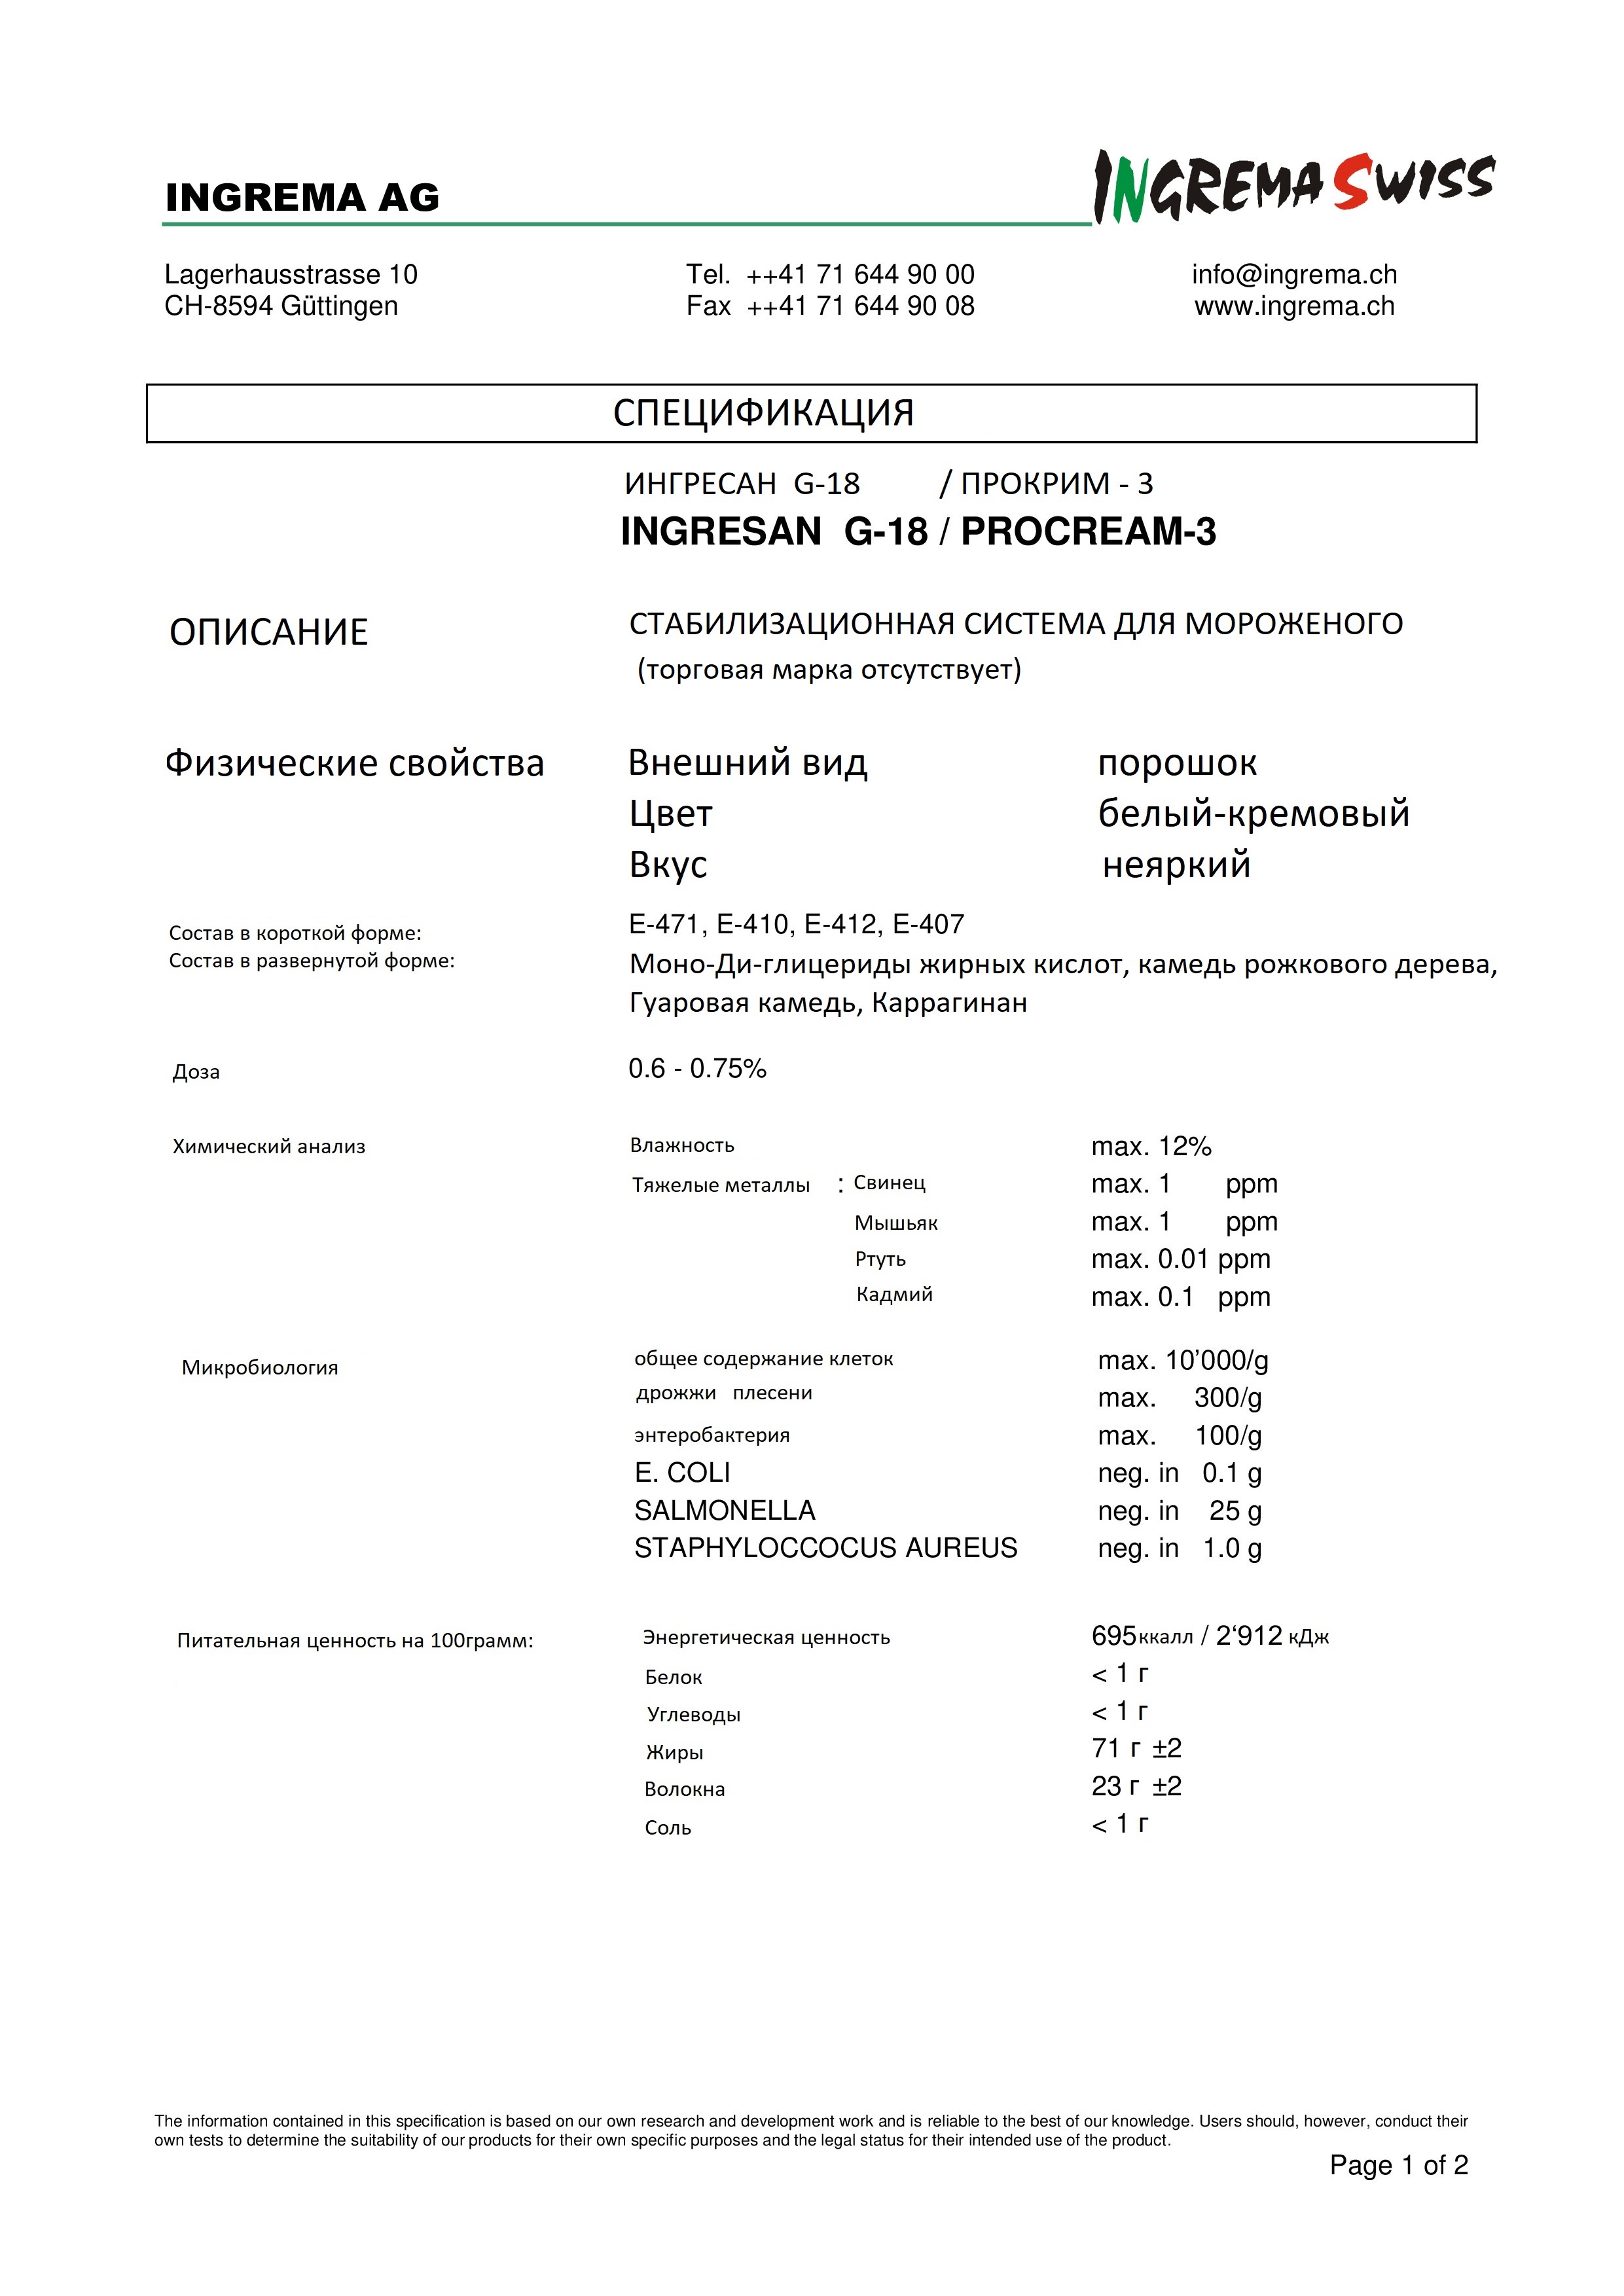 INGREMA AG
INGREMA SWISS
Lagerhausstrasse 10 Tel. ++41 71 644 90 00 info@ingrema.ch
CH-8594 Güttingen Fax ++41 71 644 90 08 www.ingrema.ch
СПЕЦИФИКАЦИЯ
ИНГРЕСАН G-18 / ПРОКРИМ - 3
INGRESAN G-18 / PROCREAM-3
ОПИСАНИЕ СТАБИЛИЗАЦИОННАЯ СИСТЕМА ДЛЯ МОРОЖЕНОГО
(торговая марка отсутствует)
Физические свойства Внешний вид порошок
Цвет белый-кремовый
Вкус неяркий
Состав в короткой форме: E-471, E-410, E-412, E-407
Состав в развернутой форме: Моно-Ди-глицериды жирных кислот, камедь рожкового дерева,
Гуаровая камедь, Каррагинан
Доза 0.6 - 0.75%
Химический анализ Влажность max. 12%
Тяжелые металлы : Свинец max. 1 ppm
Мышьяк max. 1 ppm
Ртуть max. 0.01 ppm
Кадмий max. 0.1 ppm
Микробиология общее содержание клеток max. 10’000/g
дрожжи плесени max. 300/g
энтеробактерия max. 100/g
E. COLI neg. in 0.1 g
SALMONELLA neg. in 25 g
STAPHYLOCCOCUS AUREUS neg. in 1.0 g
Питательная ценность на 100грамм: Энергетическая ценность 695ккалл / 2‘912 кДж
Белок < 1 г
Углеводы < 1 г
Жиры 71 г ±2
Волокна 23 г ±2
Соль < 1 г
The information contained in this specification is based on our own research and development work and is reliable to the best of our knowledge. Users should, however, conduct their
own tests to determine the suitability of our products for their own specific purposes and the legal status for their intended use of the product.
Page 1 of 2